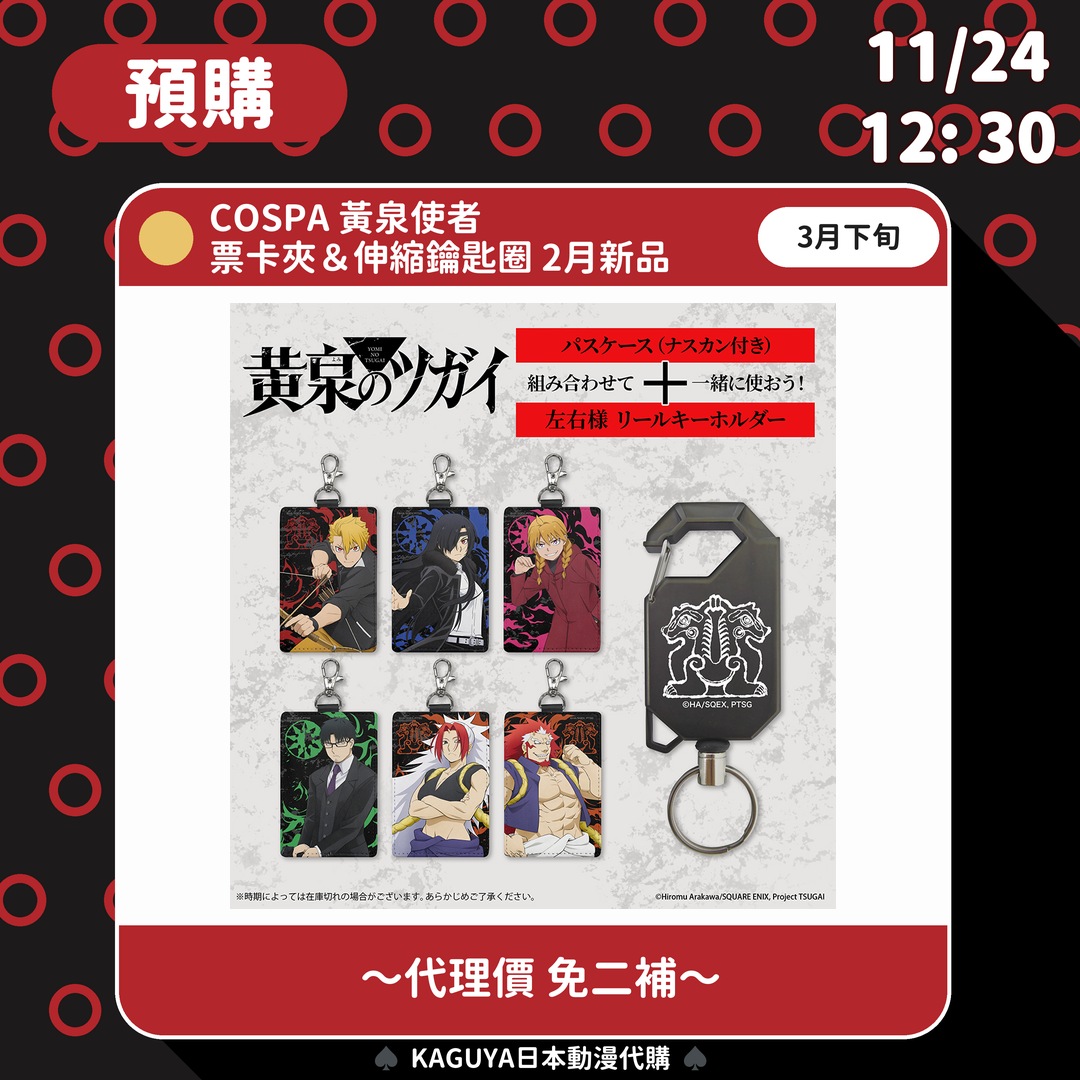 預購
11/24
12:30
COSPA 黃泉使者
票卡夾＆伸縮鑰匙圈 2月新品
3月下旬
黄泉のツガイ
よみ
YOMI
NO
TSUGAI
パスケース（ナスカン付き）
組み合わせて＋一緒に使おう！
左右様 リールキーホルダー
©HA/SQEX, PTSG
※時期によっては在庫切れの場合がございます。あらかじめご了承ください。
©Hiromu Arakawa/SQUARE ENIX, Project TSUGAI
～代理價 免二補～
♠ KAGUYA日本動漫代購 ♠